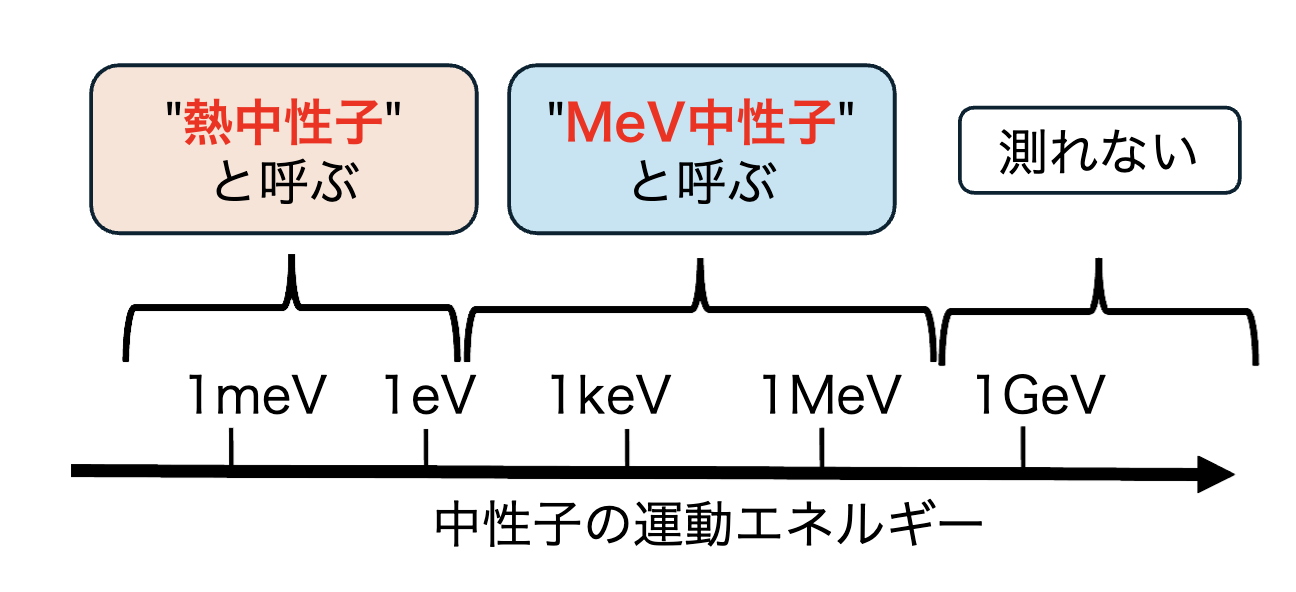 "熱中性子"
と呼ぶ
"MeV中性子"
と呼ぶ
測れない
1meV
1eV
1keV
1MeV
1GeV
中性子の運動エネルギー